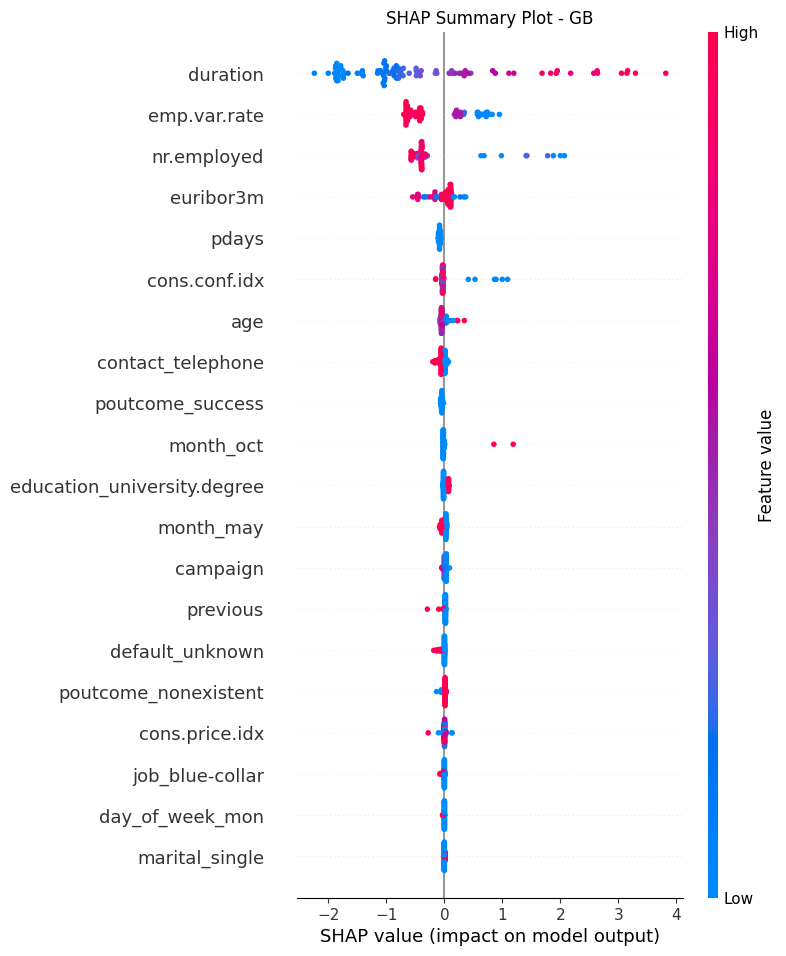 SHAP Summary Plot - GB
High
duration
emp.var.rate
nr.employed
euribor3m
pdays
cons.conf.idx
age
contact_telephone
poutcome_success
month_oct
education_university.degree
month_may
campaign
previous
default_unknown
poutcome_nonexistent
cons.price.idx
job_blue-collar
day_of_week_mon
marital_single
Feature value
Low
−2 −1 0 1 2 3 4
SHAP value (impact on model output)